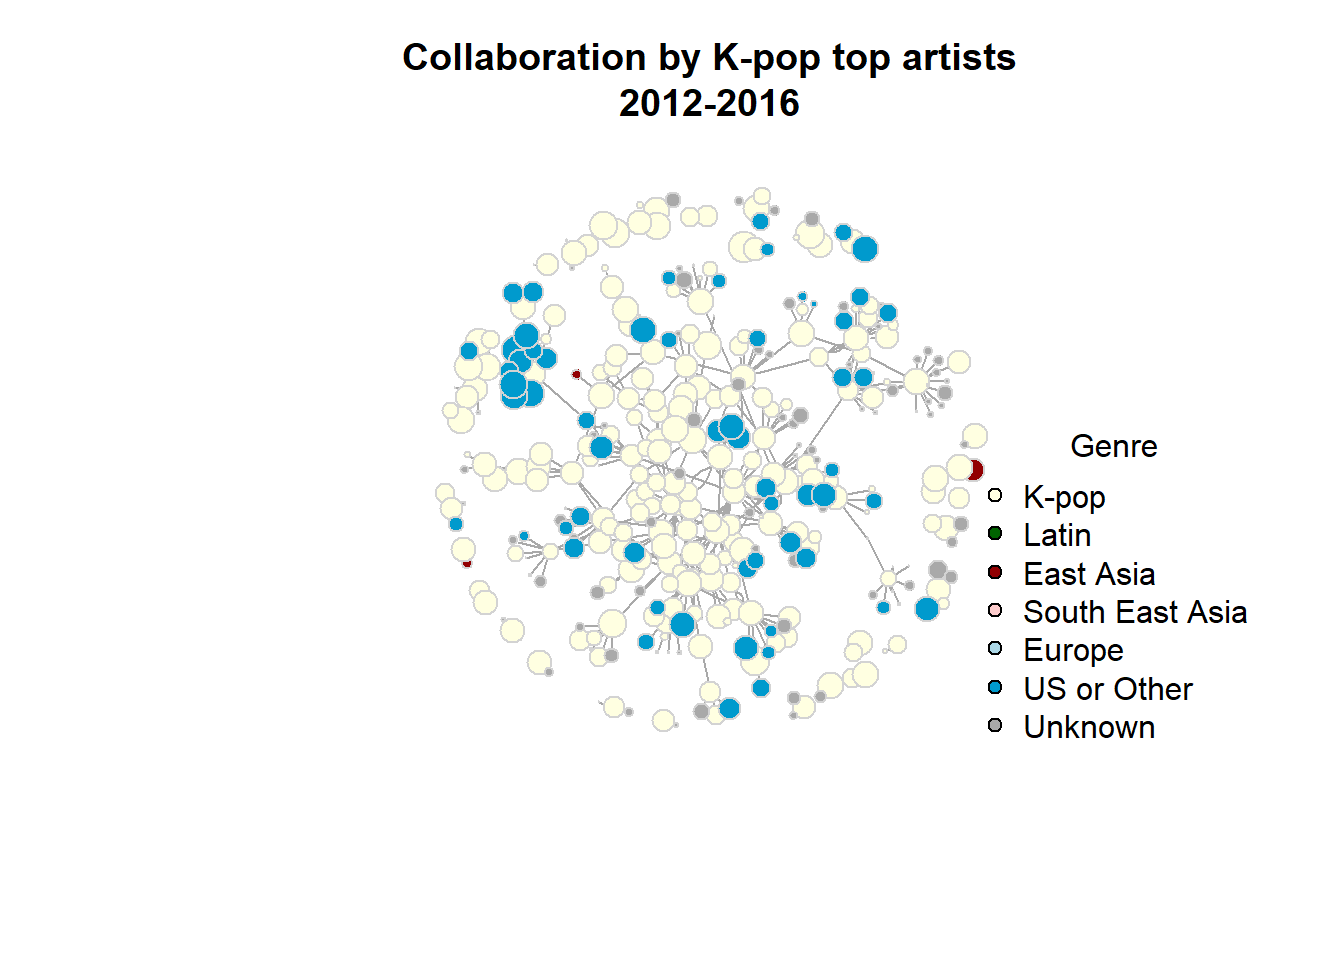 Collaboration by K-pop top artists
2012-2016
Genre
K-pop
Latin
East Asia
South East Asia
Europe
US or Other
Unknown